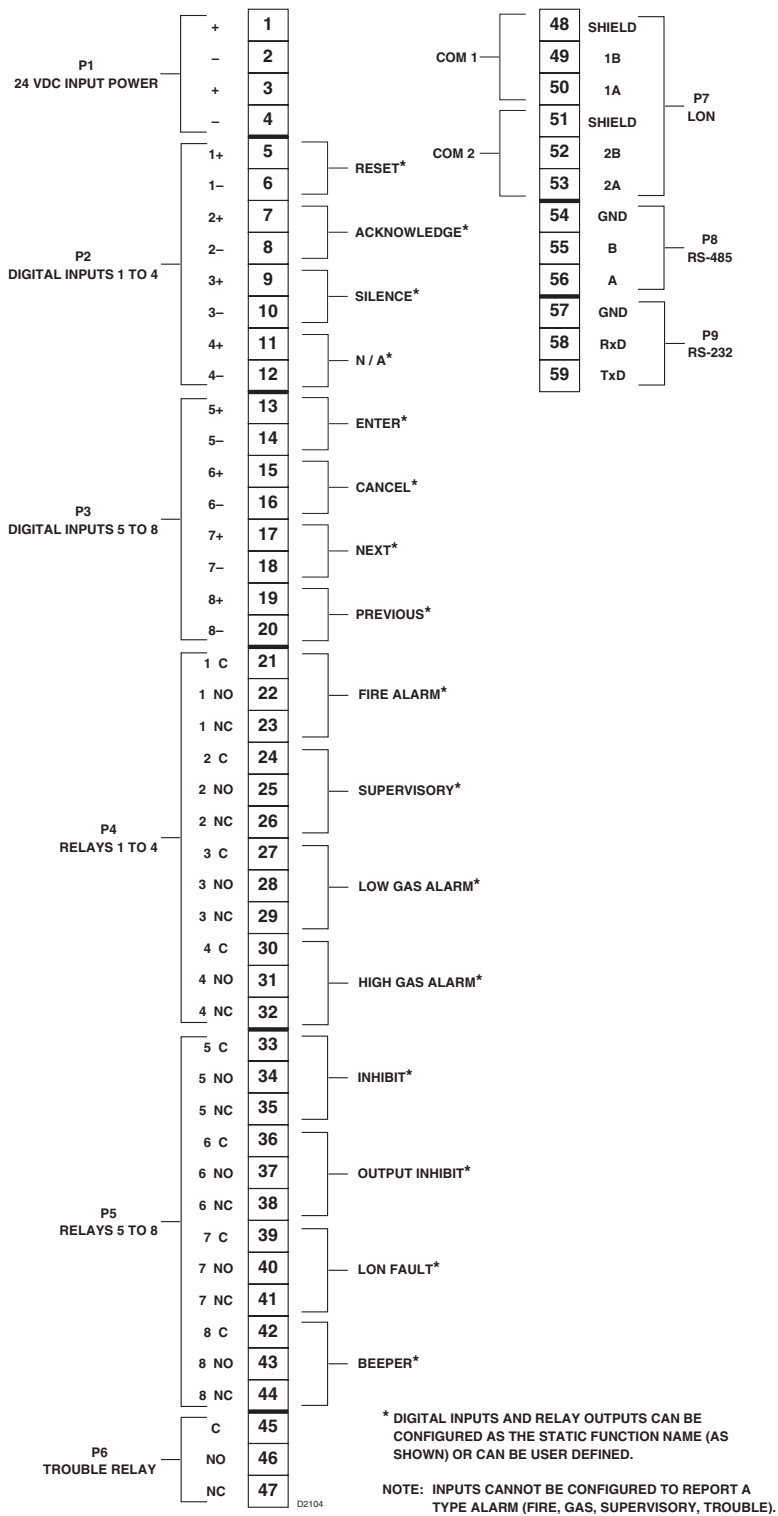 P1
24 VDC INPUT POWER
+ 1
– 2
+ 3
– 4
P2
DIGITAL INPUTS 1 TO 4
1+ 5
1– 6
RESET*
2+ 7
2– 8
ACKNOWLEDGE*
3+ 9
3– 10
SILENCE*
4+ 11
4– 12
N / A*
P3
DIGITAL INPUTS 5 TO 8
5+ 13
5– 14
ENTER*
6+ 15
6– 16
CANCEL*
7+ 17
7– 18
NEXT*
8+ 19
8– 20
PREVIOUS*
P4
RELAYS 1 TO 4
1 C 21
1 NO 22
1 NC 23
FIRE ALARM*
2 C 24
2 NO 25
2 NC 26
SUPERVISORY*
3 C 27
3 NO 28
3 NC 29
LOW GAS ALARM*
4 C 30
4 NO 31
4 NC 32
HIGH GAS ALARM*
P5
RELAYS 5 TO 8
5 C 33
5 NO 34
5 NC 35
INHIBIT*
6 C 36
6 NO 37
6 NC 38
OUTPUT INHIBIT*
7 C 39
7 NO 40
7 NC 41
LON FAULT*
8 C 42
8 NO 43
8 NC 44
BEEPER*
P6
TROUBLE RELAY
C 45
NO 46
NC 47
D2104
COM 1
48 SHIELD
49 1B
50 1A
COM 2
51 SHIELD
52 2B
53 2A
P7
LON
54 GND
55 B
56 A
P8
RS-485
57 GND
58 RxD
59 TxD
P9
RS-232
* DIGITAL INPUTS AND RELAY OUTPUTS CAN BE
CONFIGURED AS THE STATIC FUNCTION NAME (AS
SHOWN) OR CAN BE USER DEFINED.
NOTE: INPUTS CANNOT BE CONFIGURED TO REPORT A
TYPE ALARM (FIRE, GAS, SUPERVISORY, TROUBLE).